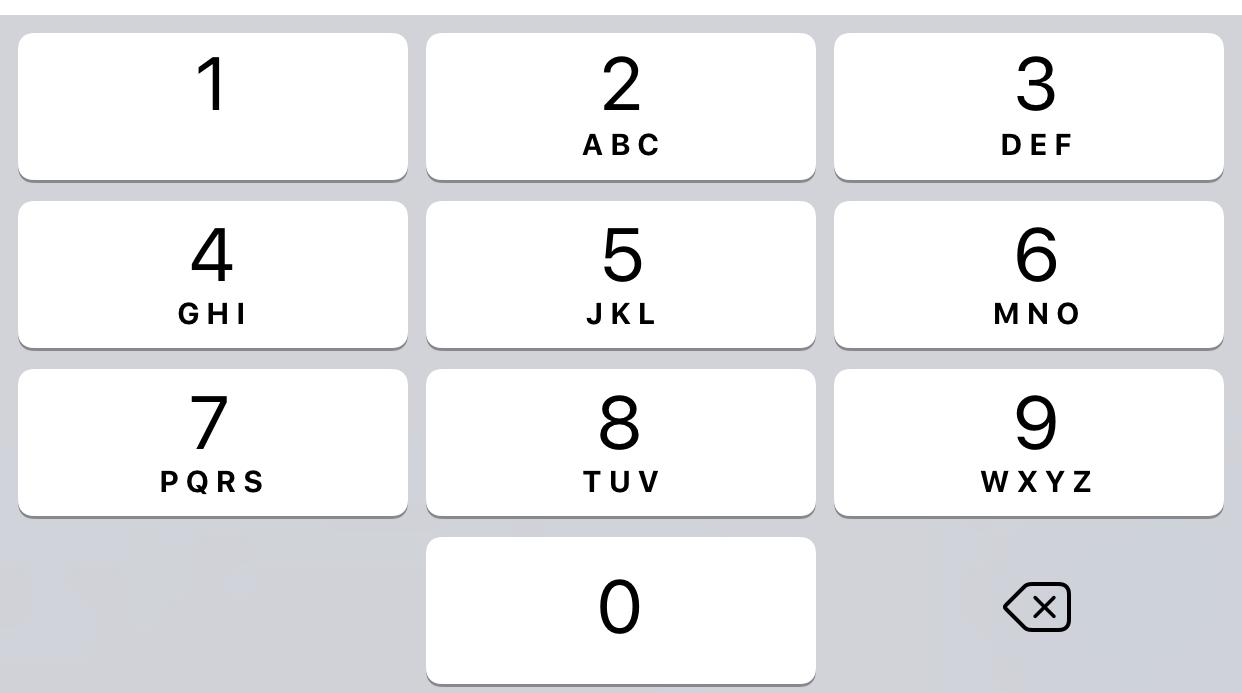 1 2 3
ABC DEF
4 5 6
GHI JKL MNO
7 8 9
PQRS TUV WXYZ
0